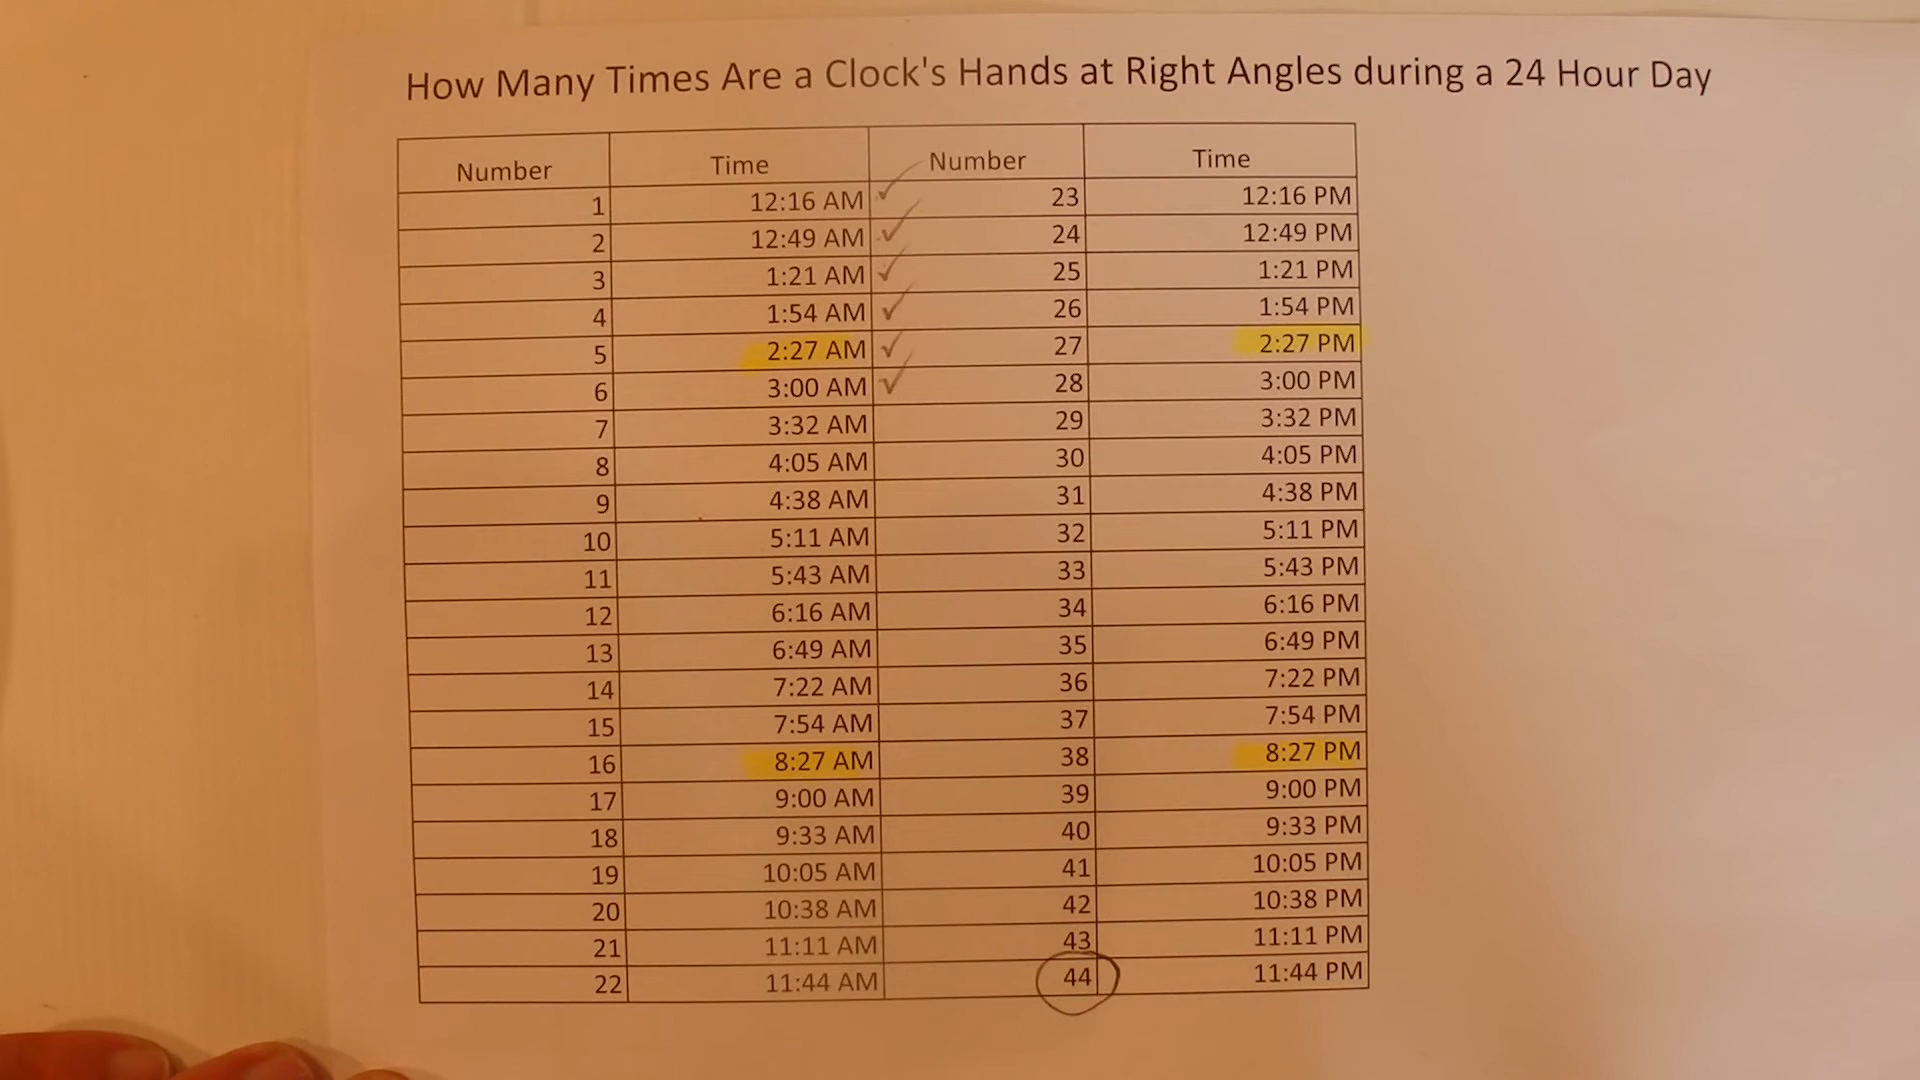 How Many Times Are a Clock's Hands at Right Angles during a 24 Hour Day
Number Time Number Time
1 12:16 AM ✓ 23 12:16 PM
2 12:49 AM ✓ 24 12:49 PM
3 1:21 AM ✓ 25 1:21 PM
4 1:54 AM ✓ 26 1:54 PM
5 2:27 AM ✓ 27 2:27 PM
6 3:00 AM ✓ 28 3:00 PM
7 3:32 AM 29 3:32 PM
8 4:05 AM 30 4:05 PM
9 4:38 AM 31 4:38 PM
10 5:11 AM 32 5:11 PM
11 5:43 AM 33 5:43 PM
12 6:16 AM 34 6:16 PM
13 6:49 AM 35 6:49 PM
14 7:22 AM 36 7:22 PM
15 7:54 AM 37 7:54 PM
16 8:27 AM 38 8:27 PM
17 9:00 AM 39 9:00 PM
18 9:33 AM 40 9:33 PM
19 10:05 AM 41 10:05 PM
20 10:38 AM 42 10:38 PM
21 11:11 AM 43 11:11 PM
22 11:44 AM 44 11:44 PM